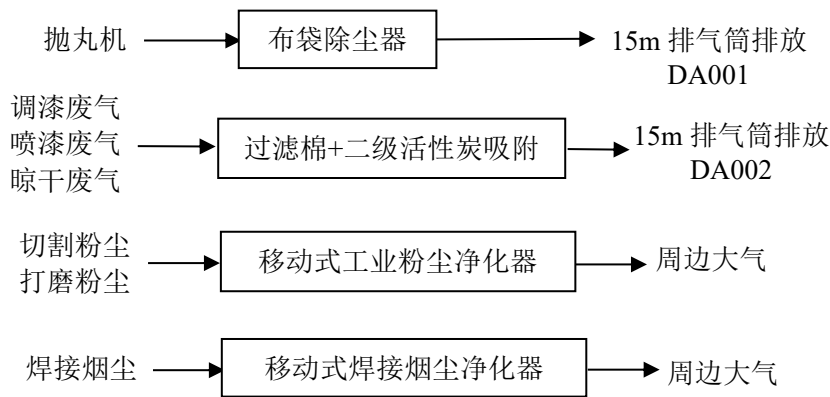 抛丸机
布袋除尘器
15m 排气筒排放
DA001
调漆废气
喷漆废气
晾干废气
过滤棉+二级活性炭吸附
15m 排气筒排放
DA002
切割粉尘
打磨粉尘
移动式工业粉尘净化器
周边大气
焊接烟尘
移动式焊接烟尘净化器
周边大气